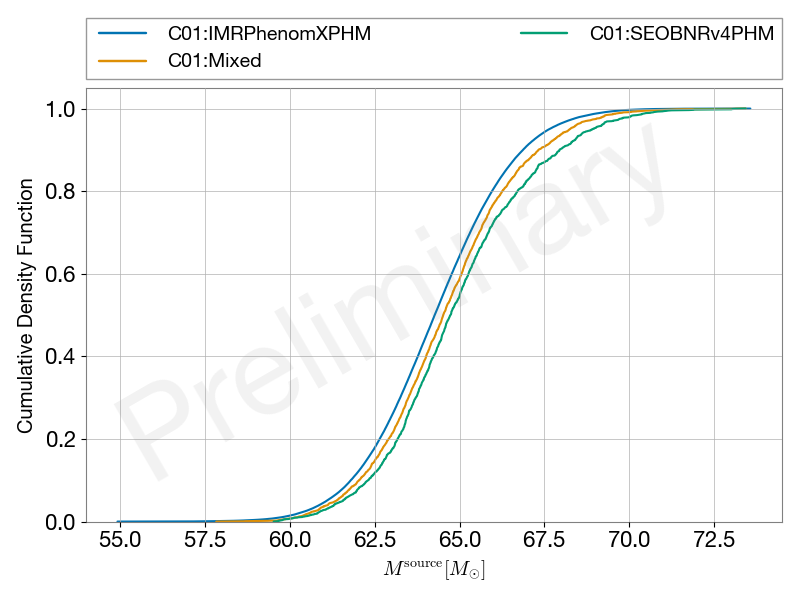 C01:IMRPhenomXPHM
C01:SEOBNRv4PHM
C01:Mixed
Preliminary
Cumulative Density Function
1.0
0.8
0.6
0.4
0.2
0.0
55.0 57.5 60.0 62.5 65.0 67.5 70.0 72.5
M^source[M_⊙]